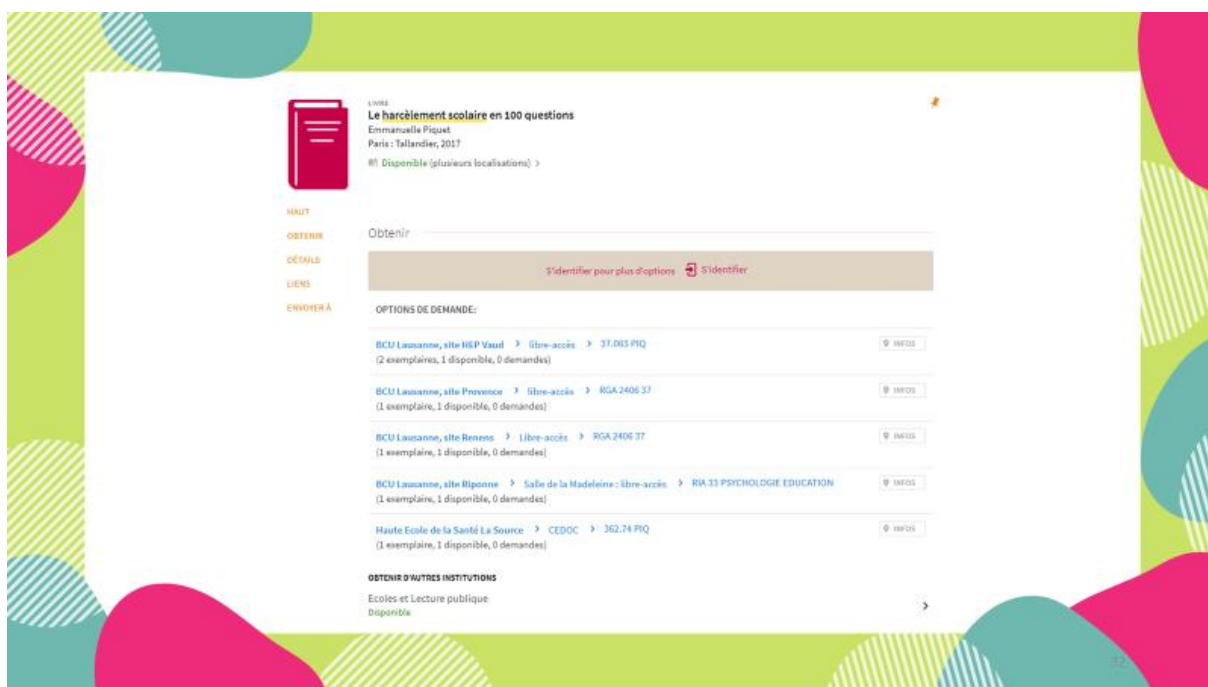 LIVRE
Le harcèlement scolaire en 100 questions
Emmanuelle Piquet
Paris : Tallandier, 2017
Disponible (plusieurs localisations) >
HAUT
OBTENIR
DÉTAILS
LIENS
ENVOYER À
Obtenir
S'identifier pour plus d'options S'identifier
OPTIONS DE DEMANDE:
BCU Lausanne, site HEP Vaud > libre-accès > 37.063 PIQ
INFOS
(2 exemplaires, 1 disponible, 0 demandes)
BCU Lausanne, site Provence > libre-accès > RGA 2406 37
INFOS
(1 exemplaire, 1 disponible, 0 demandes)
BCU Lausanne, site Renens > Libre-accès > RGA 2406 37
INFOS
(1 exemplaire, 1 disponible, 0 demandes)
BCU Lausanne, site Riponne > Salle de la Madeleine : libre-accès > RIA 33 PSYCHOLOGIE EDUCATION
INFOS
(1 exemplaire, 1 disponible, 0 demandes)
Haute Ecole de la Santé La Source > CEDOC > 362.74 PIQ
INFOS
(1 exemplaire, 1 disponible, 0 demandes)
OBTENIR D'AUTRES INSTITUTIONS
Ecoles et Lecture publique
Disponible
32